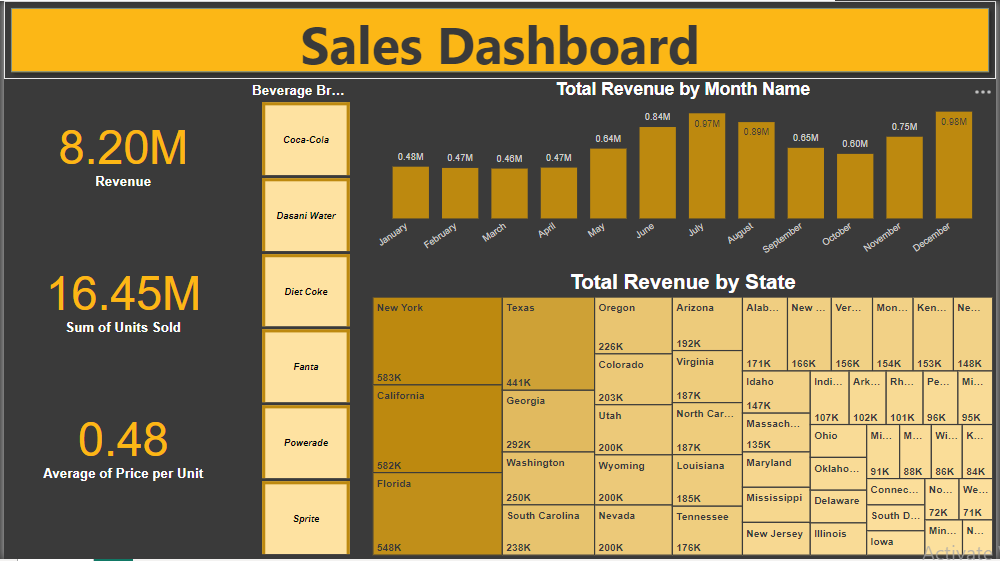 Sales Dashboard
8.20M
Revenue
16.45M
Sum of Units Sold
0.48
Average of Price per Unit
Beverage Br...
Coca-Cola
Dasani Water
Diet Coke
Fanta
Powerade
Sprite
Total Revenue by Month Name
0.48M
0.47M
0.46M
0.47M
0.64M
0.84M
0.97M
0.89M
0.65M
0.60M
0.75M
0.98M
January
February
March
April
May
June
July
August
September
October
November
December
Total Revenue by State
New York
583K
California
582K
Florida
548K
Texas
441K
Georgia
292K
Washington
250K
South Carolina
238K
Oregon
226K
Colorado
203K
Utah
200K
Wyoming
200K
Nevada
200K
Arizona
192K
Virginia
187K
North Car...
187K
Louisiana
185K
Tennessee
176K
Alab...
171K
New ...
166K
Ver...
156K
Mon...
154K
Ken...
153K
Ne...
148K
Idaho
147K
Massach...
135K
Maryland
Mississippi
New Jersey
Indi...
107K
Ark...
102K
Rh...
101K
Pe...
96K
Mi...
95K
Ohio
Oklaho...
Delaware
Illinois
Mi...
91K
M...
88K
Wi...
86K
K...
84K
Connec...
South D...
Iowa
No...
72K
We...
71K
Min...
N...
Activate